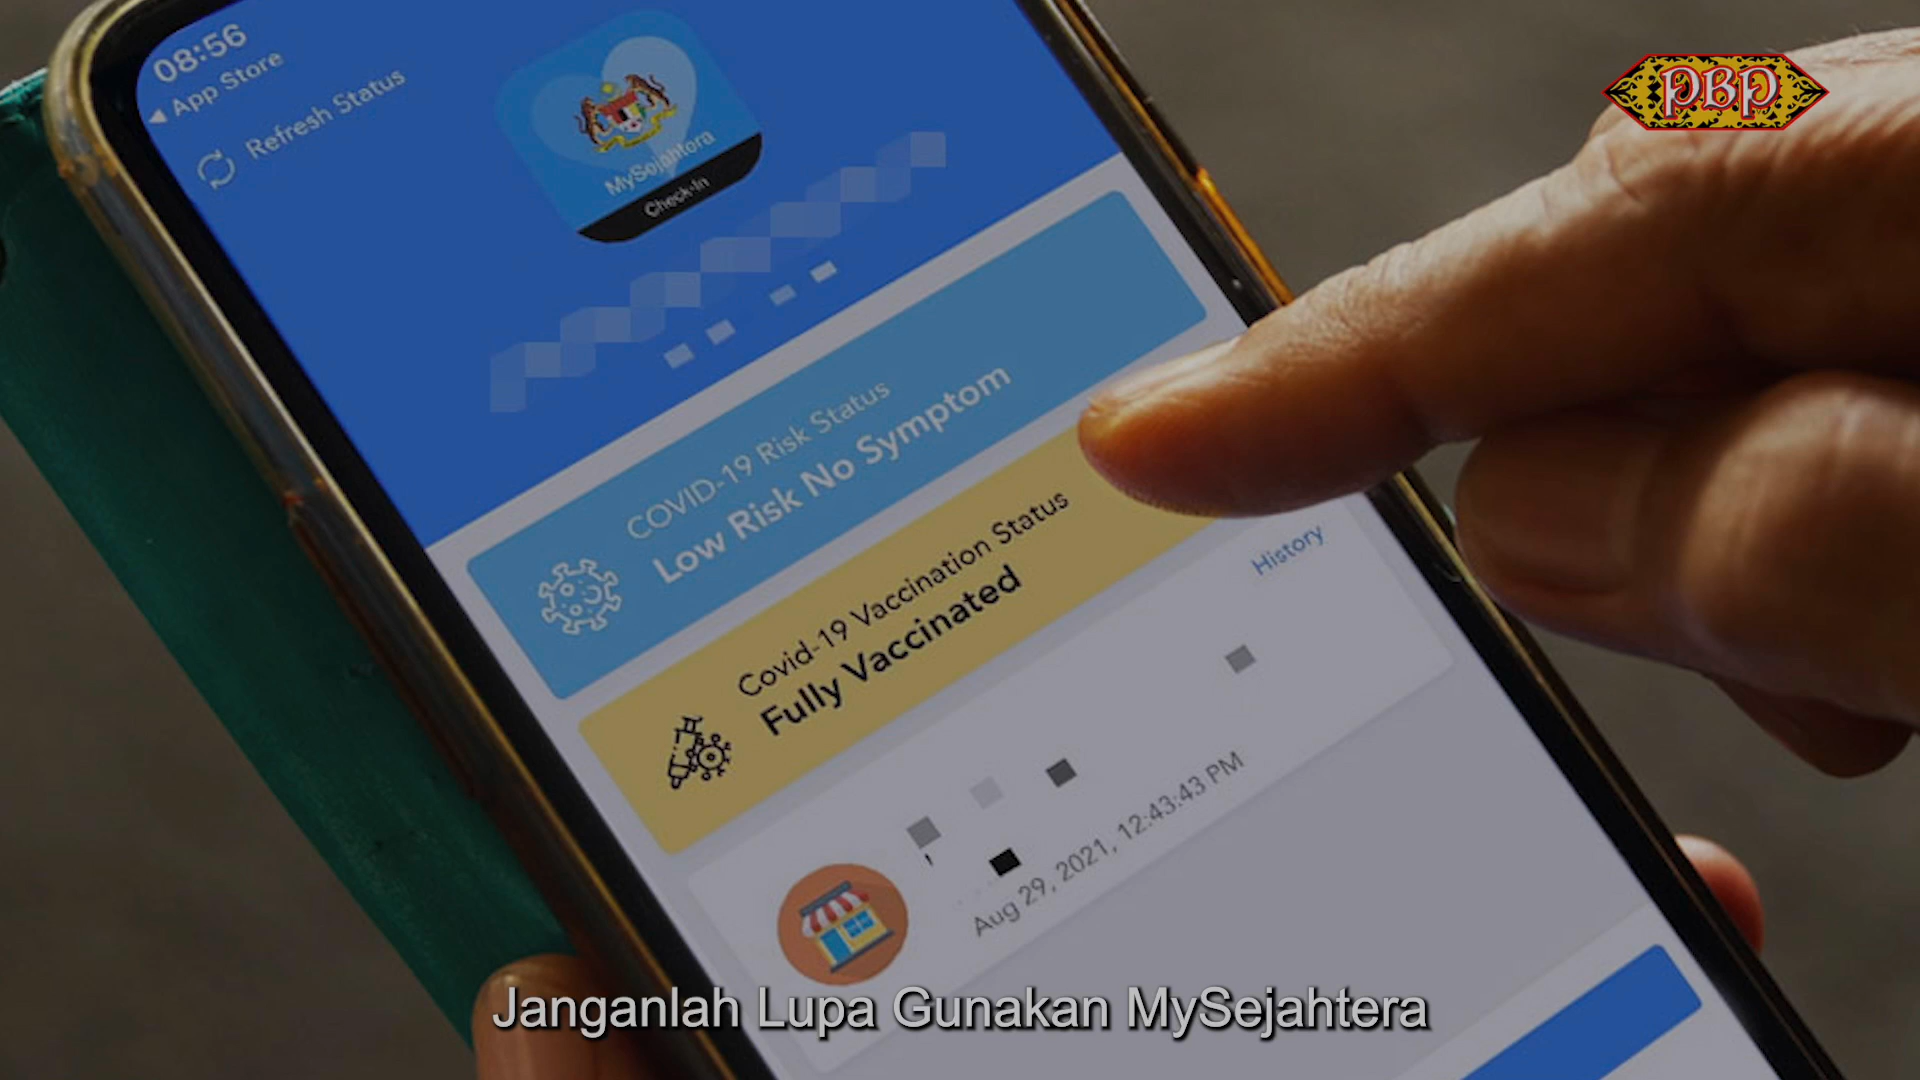 08:56
App Store
Refresh Status
MySejahtera
Check-In
PBP
COVID-19 Risk Status
Low Risk No Symptom
Covid-19 Vaccination Status
Fully Vaccinated
History
Aug 29, 2021, 12:43:43 PM
Janganlah Lupa Gunakan MySejahtera